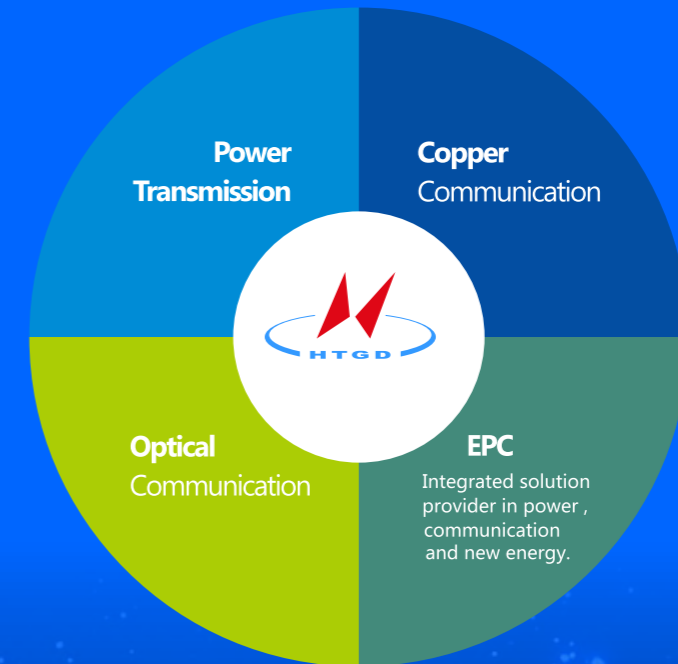 Power
Transmission
Copper
Communication
HTGD
Optical
Communication
EPC
Integrated solution
provider in power ,
communication
and new energy.